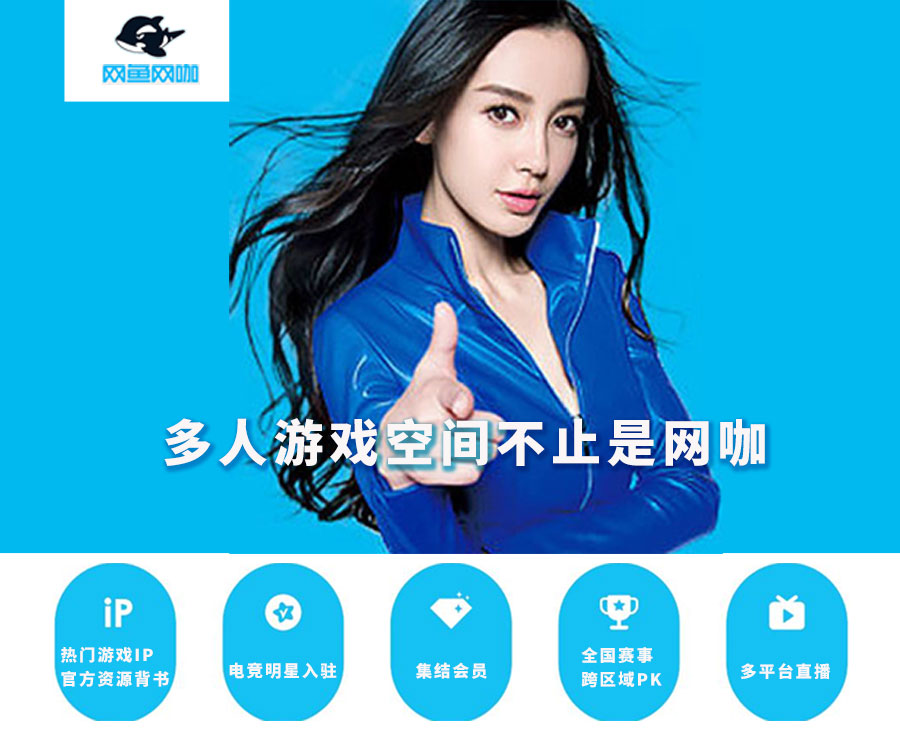 网鱼网咖
多人游戏空间不止是网咖
iP
热门游戏IP
官方资源背书
电竞明星入驻
集结会员
全国赛事
跨区域PK
多平台直播